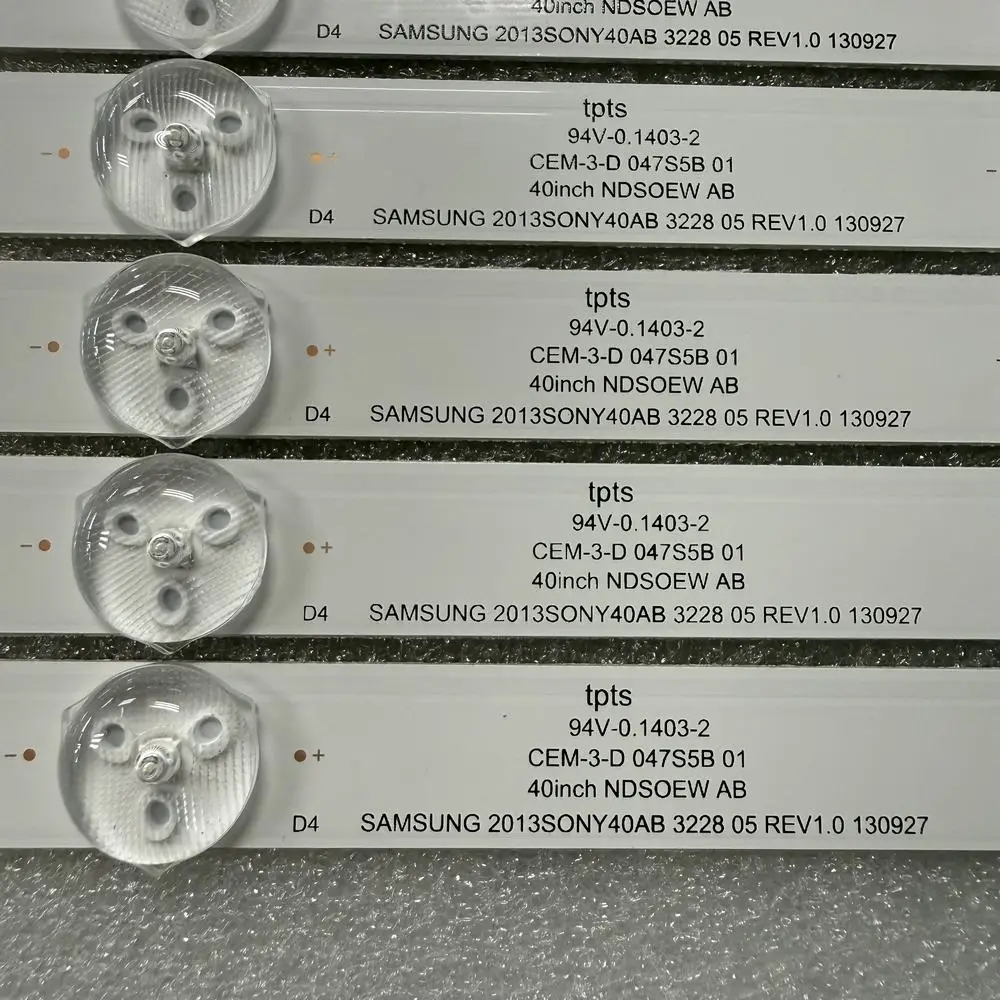 40inch NDSOEW AB
D4 SAMSUNG 2013SONY40AB 3228 05 REV1.0 130927
tpts
94V-0.1403-2
- + CEM-3-D 047S5B 01 -
40inch NDSOEW AB
D4 SAMSUNG 2013SONY40AB 3228 05 REV1.0 130927
tpts
94V-0.1403-2
- + CEM-3-D 047S5B 01 -
40inch NDSOEW AB
D4 SAMSUNG 2013SONY40AB 3228 05 REV1.0 130927
tpts
94V-0.1403-2
- + CEM-3-D 047S5B 01
40inch NDSOEW AB
D4 SAMSUNG 2013SONY40AB 3228 05 REV1.0 130927
tpts
94V-0.1403-2
- + CEM-3-D 047S5B 01
40inch NDSOEW AB
D4 SAMSUNG 2013SONY40AB 3228 05 REV1.0 130927